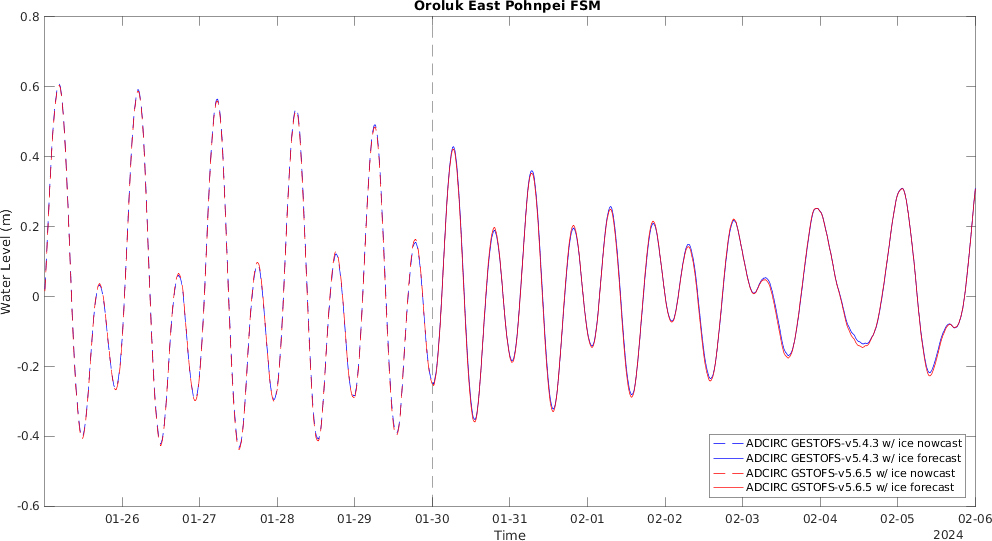 Oroluk East Pohnpei FSM
Water Level (m)
0.8
0.6
0.4
0.2
0
-0.2
-0.4
-0.6
ADCIRC GESTOFS-v5.4.3 w/ ice nowcast
ADCIRC GESTOFS-v5.4.3 w/ ice forecast
ADCIRC GSTOFS-v5.6.5 w/ ice nowcast
ADCIRC GSTOFS-v5.6.5 w/ ice forecast
01-26 01-27 01-28 01-29 01-30 01-31 02-01 02-02 02-03 02-04 02-05 02-06
Time
2024